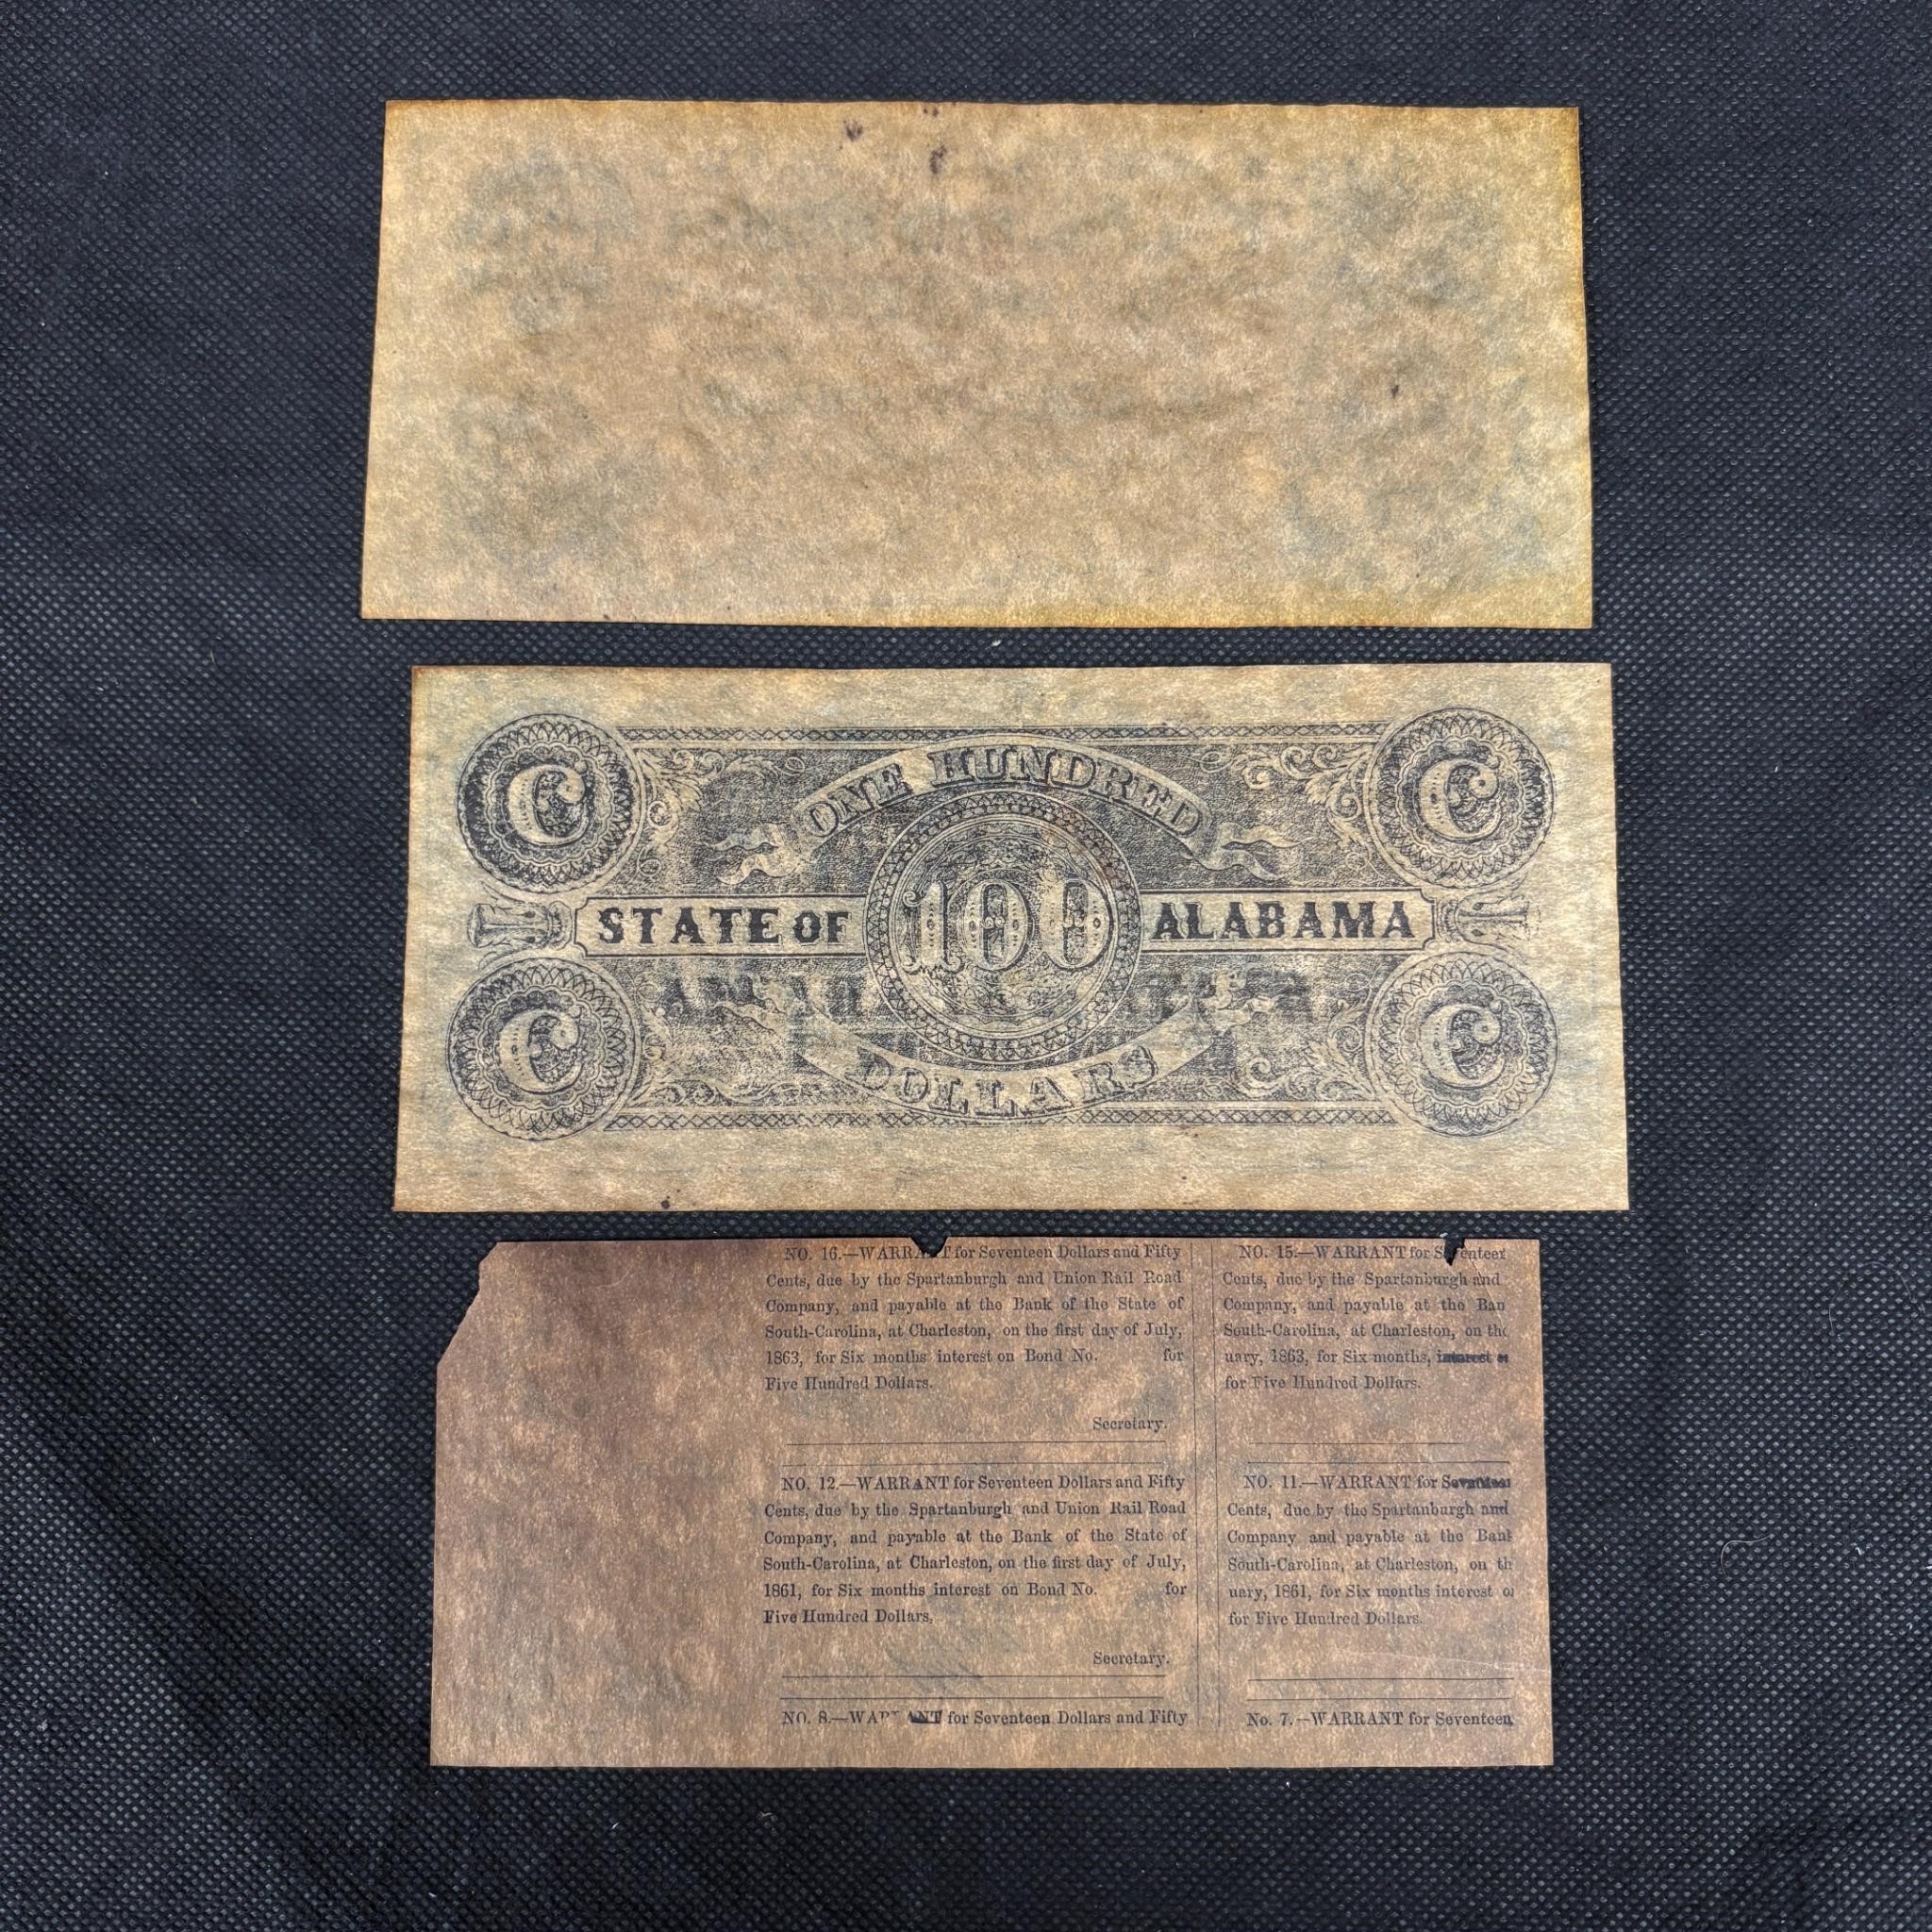 C
C
ONE HUNDRED
STATE OF
100
ALABAMA
DOLLARS
C
C
NO. 16.—WARRANT for Seventeen Dollars and Fifty
Cents, due by the Spartanburgh and Union Rail Road
Company, and payable at the Bank of the State of
South-Carolina, at Charleston, on the first day of July,
1863, for Six months interest on Bond No. for
Five Hundred Dollars.
Secretary.
NO. 15.—WARRANT for Seventeen
Cents, due by the Spartanburgh and
Company, and payable at the Ban
South-Carolina, at Charleston, on the
uary, 1863, for Six months, interest
for Five Hundred Dollars.
NO. 12.—WARRANT for Seventeen Dollars and Fifty
Cents, due by the Spartanburgh and Union Rail Road
Company, and payable at the Bank of the State of
South-Carolina, at Charleston, on the first day of July,
1861, for Six months interest on Bond No. for
Five Hundred Dollars,
Secretary.
NO. 11.—WARRANT for Seventeen
Cents, due by the Spartanburgh and
Company and payable at the Bank
South-Carolina, at Charleston, on th
uary, 1861, for Six months interest
for Five Hundred Dollars.
NO. 8.—WARRANT for Seventeen Dollars and Fifty
No. 7.—WARRANT for Seventeen